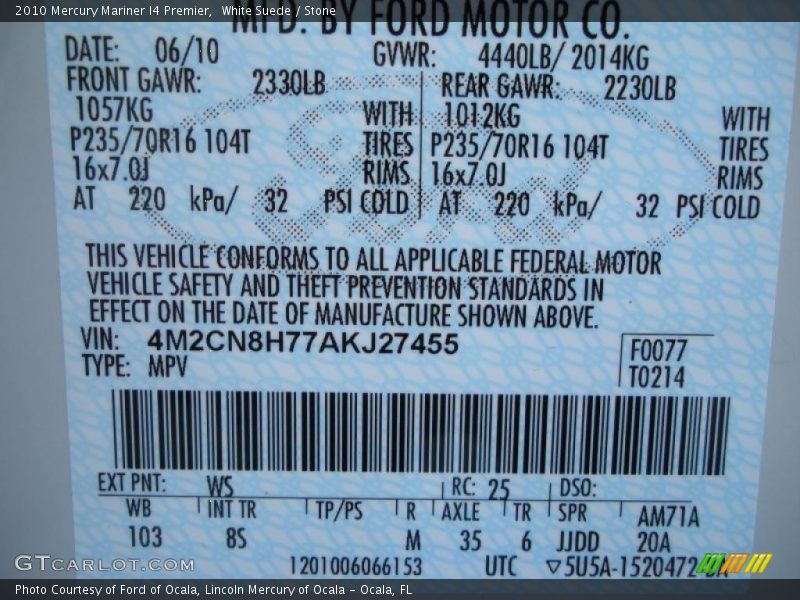 2010 Mercury Mariner I4 Premier, White Suede / Stone
MFD. BY FORD MOTOR CO.
DATE: 06/10 GVWR: 4440LB/ 2014KG
FRONT GAWR: 2330LB REAR GAWR: 2230LB
1057KG WITH 1012KG WITH
P235/70R16 104T TIRES P235/70R16 104T TIRES
16x7.0J RIMS 16x7.0J RIMS
AT 220 kPa/ 32 PSI COLD AT 220 kPa/ 32 PSI COLD
THIS VEHICLE CONFORMS TO ALL APPLICABLE FEDERAL MOTOR
VEHICLE SAFETY AND THEFT PREVENTION STANDARDS IN
EFFECT ON THE DATE OF MANUFACTURE SHOWN ABOVE.
VIN: 4M2CN8H77AKJ27455 F0077
TYPE: MPV T0214
EXT PNT: WS RC: 25 DSO:
WB INT TR TP/PS R AXLE TR SPR AM71A
103 8S M 35 6 JJDD 20A
1201006066153 UTC ▽5U5A-1520472-
GTCARLOT.COM
Photo Courtesy of Ford of Ocala, Lincoln Mercury of Ocala – Ocala, FL